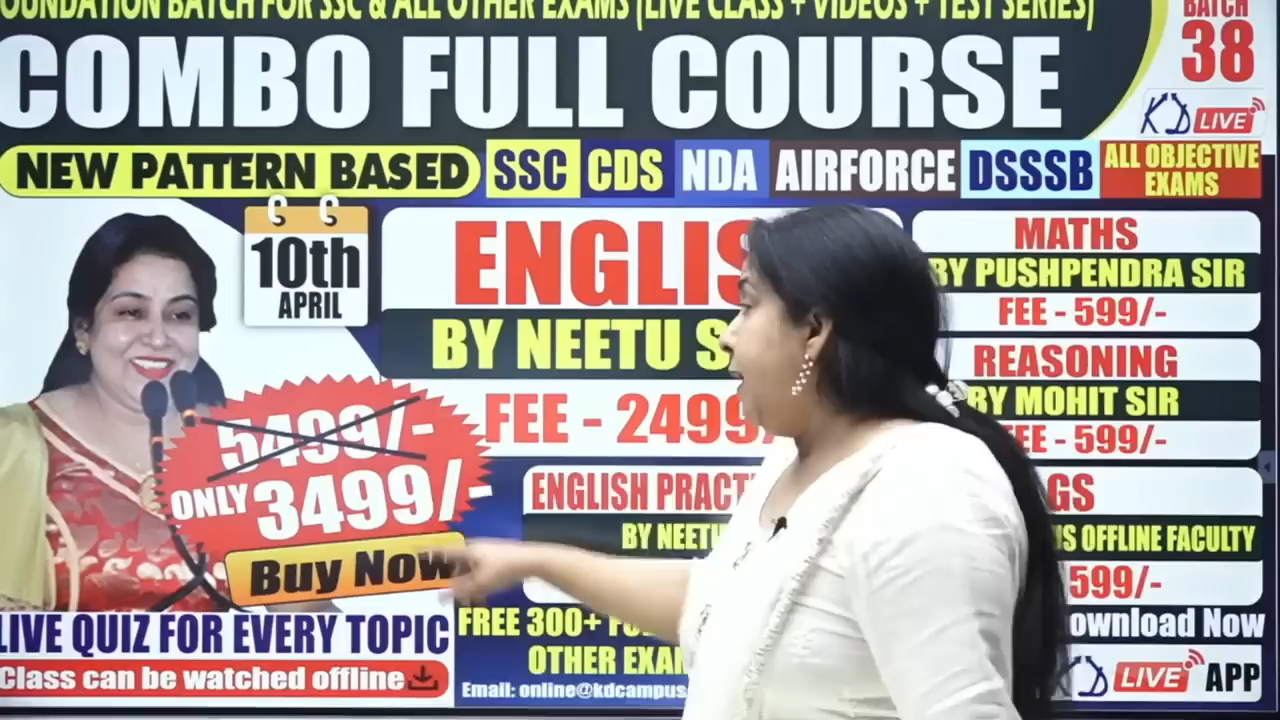 FOUNDATION BATCH FOR SSC & ALL OTHER EXAMS (LIVE CLASS + VIDEOS + TEST SERIES)
COMBO FULL COURSE
BATCH
38
KD LIVE
NEW PATTERN BASED
SSC CDS NDA AIRFORCE DSSSB ALL OBJECTIVE EXAMS
10th
APRIL
ENGLIS
BY NEETU S
FEE - 2499/
5499/-
ONLY 3499/-
Buy Now
LIVE QUIZ FOR EVERY TOPIC
Class can be watched offline
ENGLISH PRACT
BY NEETU
FREE 300+
OTHER EXA
Email: online@kdcampus
MATHS
BY PUSHPENDRA SIR
FEE - 599/-
REASONING
BY MOHIT SIR
FEE - 599/-
GS
OFFLINE FACULTY
599/-
Download Now
KD LIVE APP